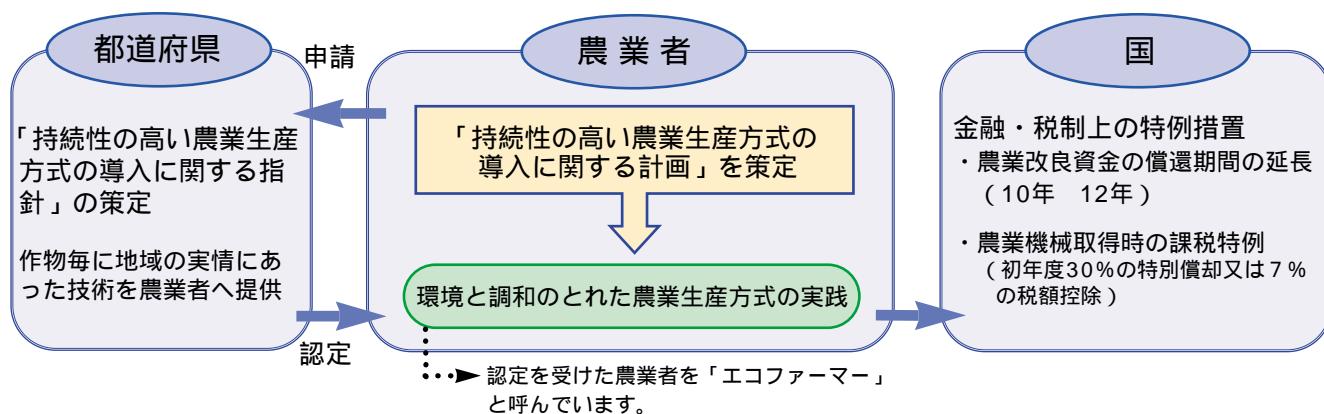 都道府県
申請
「持続性の高い農業生産
方式の導入に関する指
針」の策定
作物毎に地域の実情にあ
った技術を農業者へ提供
認定
農業者
「持続性の高い農業生産方式の
導入に関する計画」を策定
環境と調和のとれた農業生産方式の実践
認定を受けた農業者を「エコファーマー」
と呼んでいます。
国
金融・税制上の特例措置
・農業改良資金の償還期間の延長
(10年　12年)
・農業機械取得時の課税特例
(初年度30%の特別償却又は7%
の税額控除)